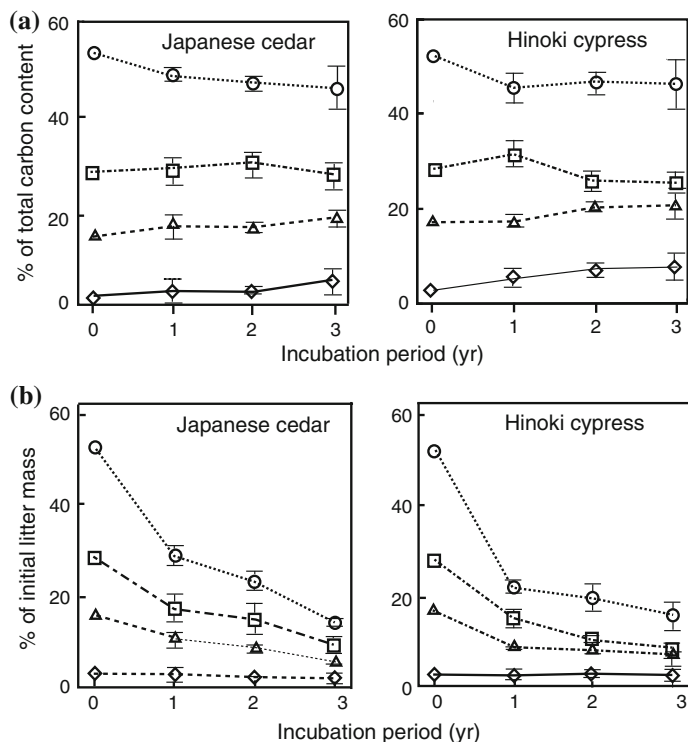 (a)
% of total carbon content
60
40
20
0
Japanese cedar
0 1 2 3
60
40
20
0
Hinoki cypress
0 1 2 3
Incubation period (yr)
(b)
% of initial litter mass
60
40
20
0
Japanese cedar
0 1 2 3
60
40
20
0
Hinoki cypress
0 1 2 3
Incubation period (yr)